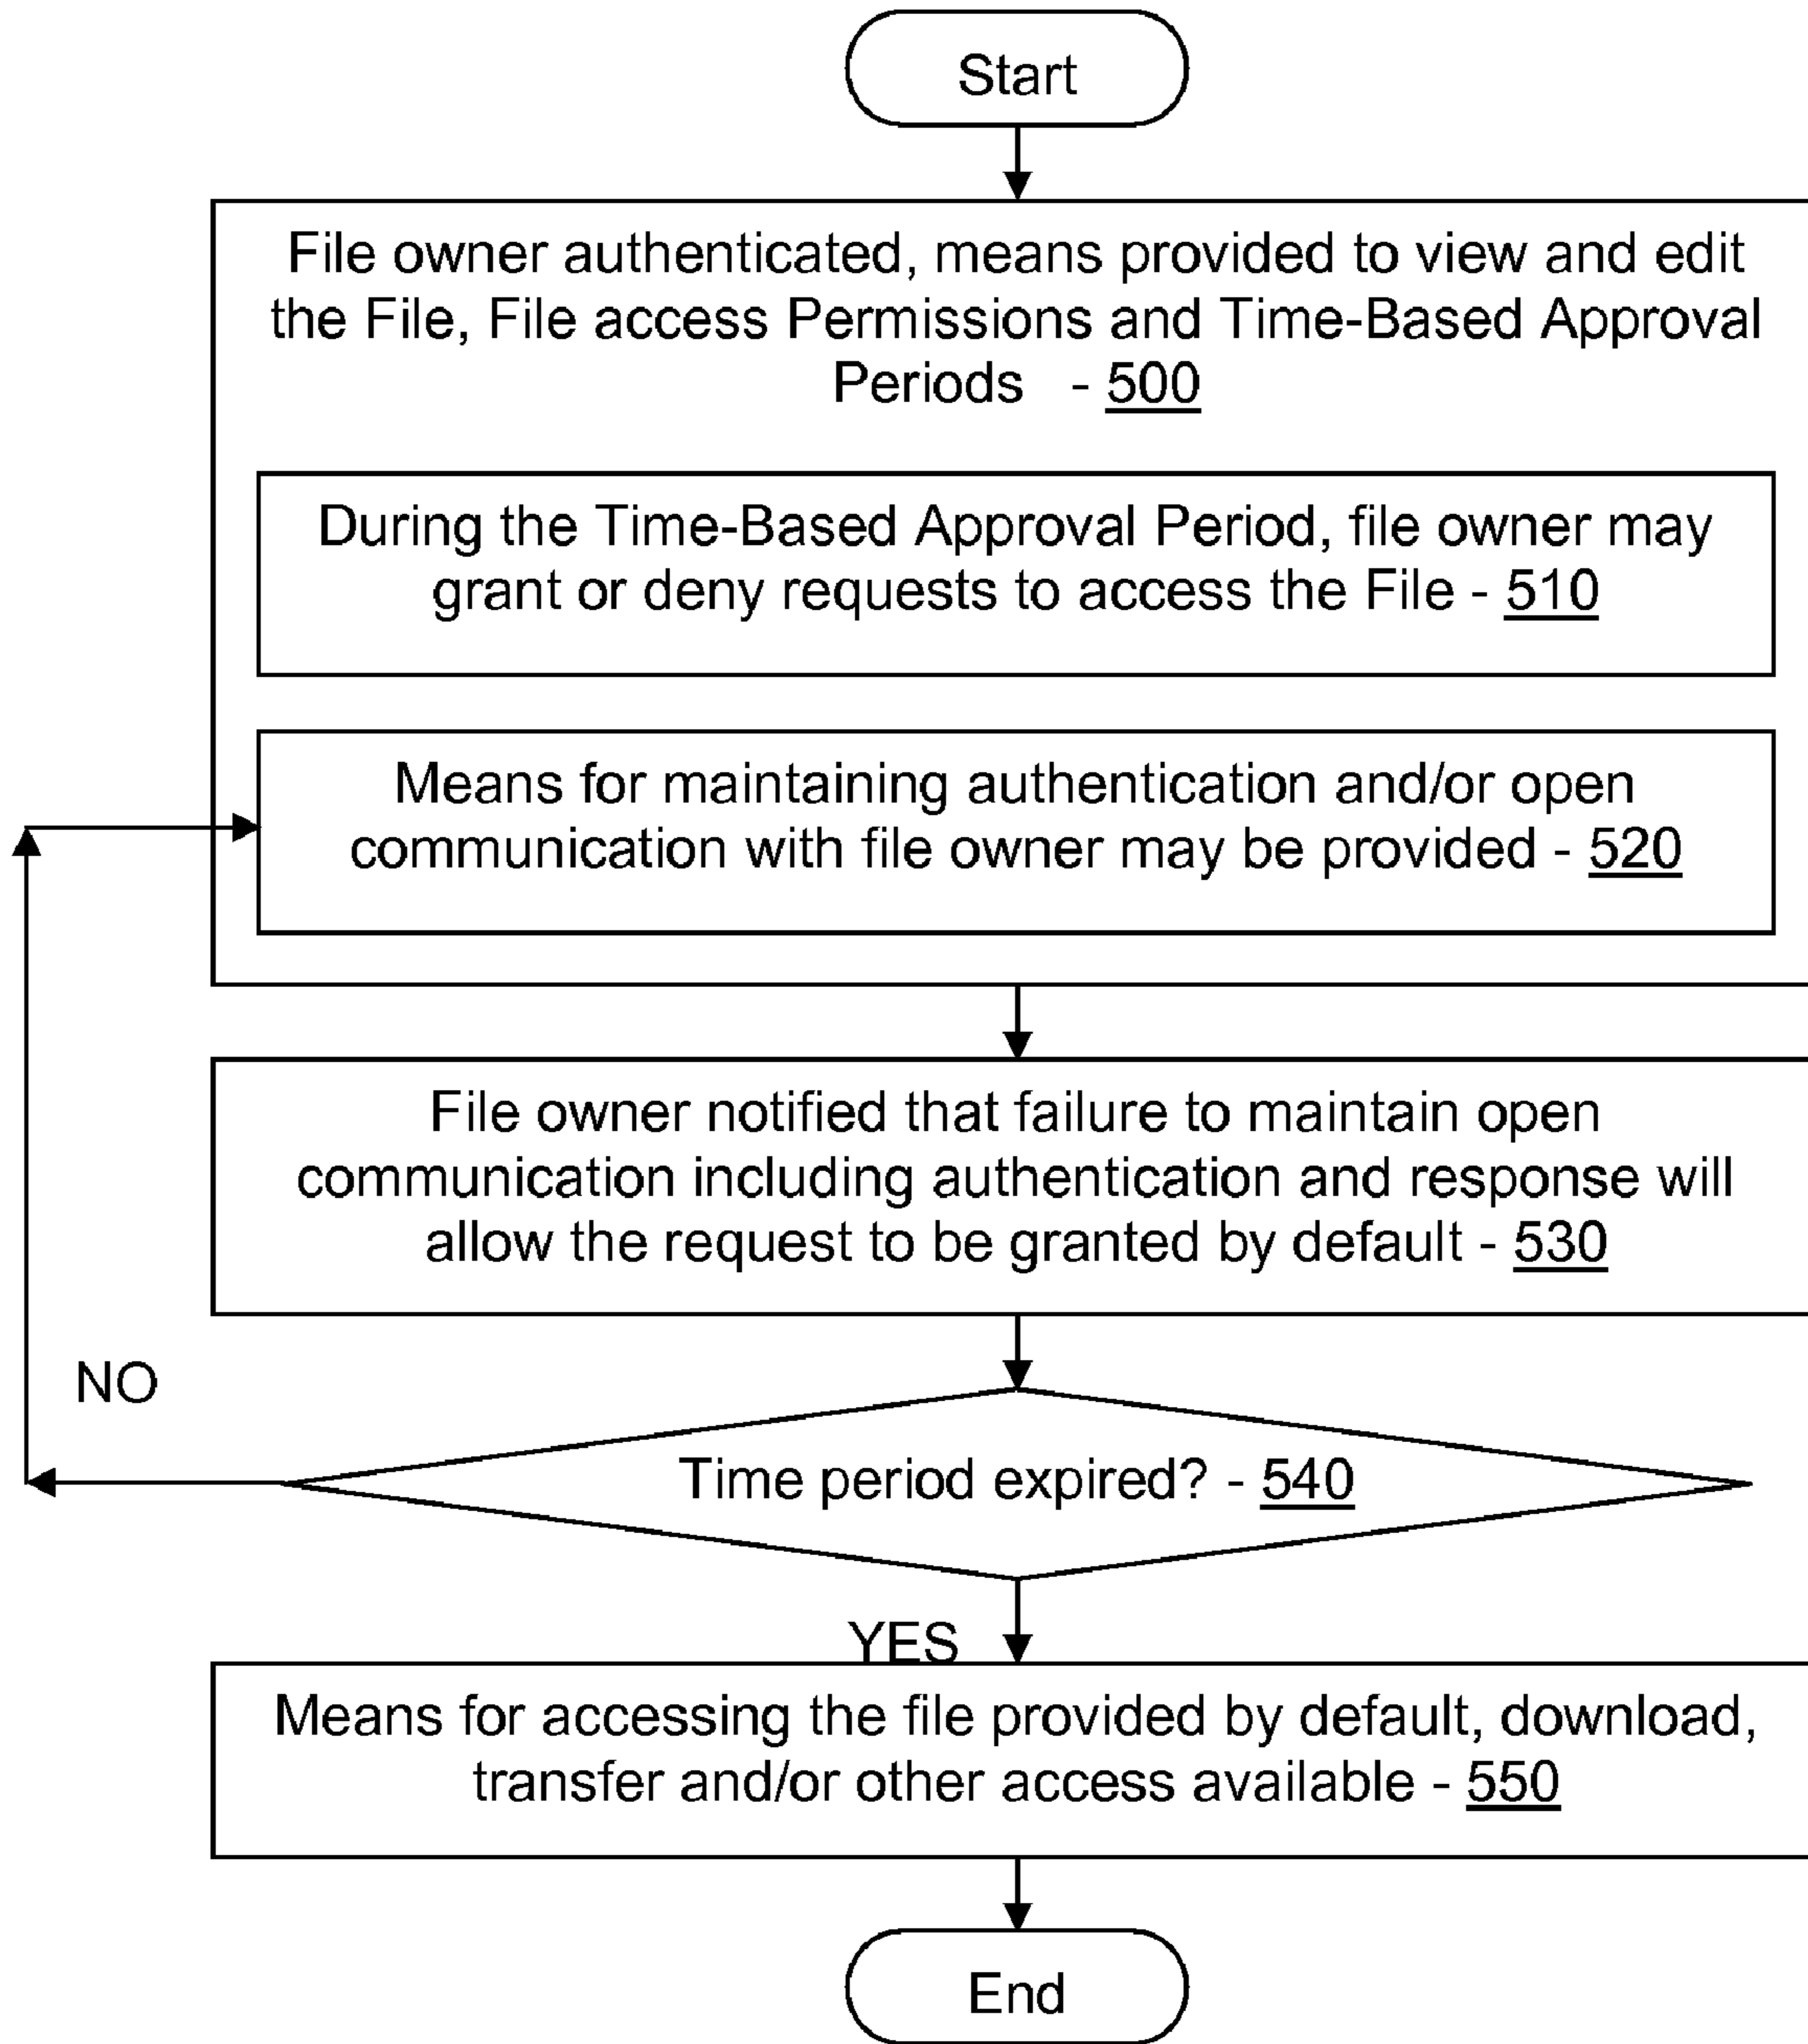 Start
File owner authenticated, means provided to view and edit
the File, File access Permissions and Time-Based Approval
Periods - 500
During the Time-Based Approval Period, file owner may
grant or deny requests to access the File - 510
Means for maintaining authentication and/or open
communication with file owner may be provided - 520
File owner notified that failure to maintain open
communication including authentication and response will
allow the request to be granted by default - 530
NO
Time period expired? - 540
YES
Means for accessing the file provided by default, download,
transfer and/or other access available - 550
End